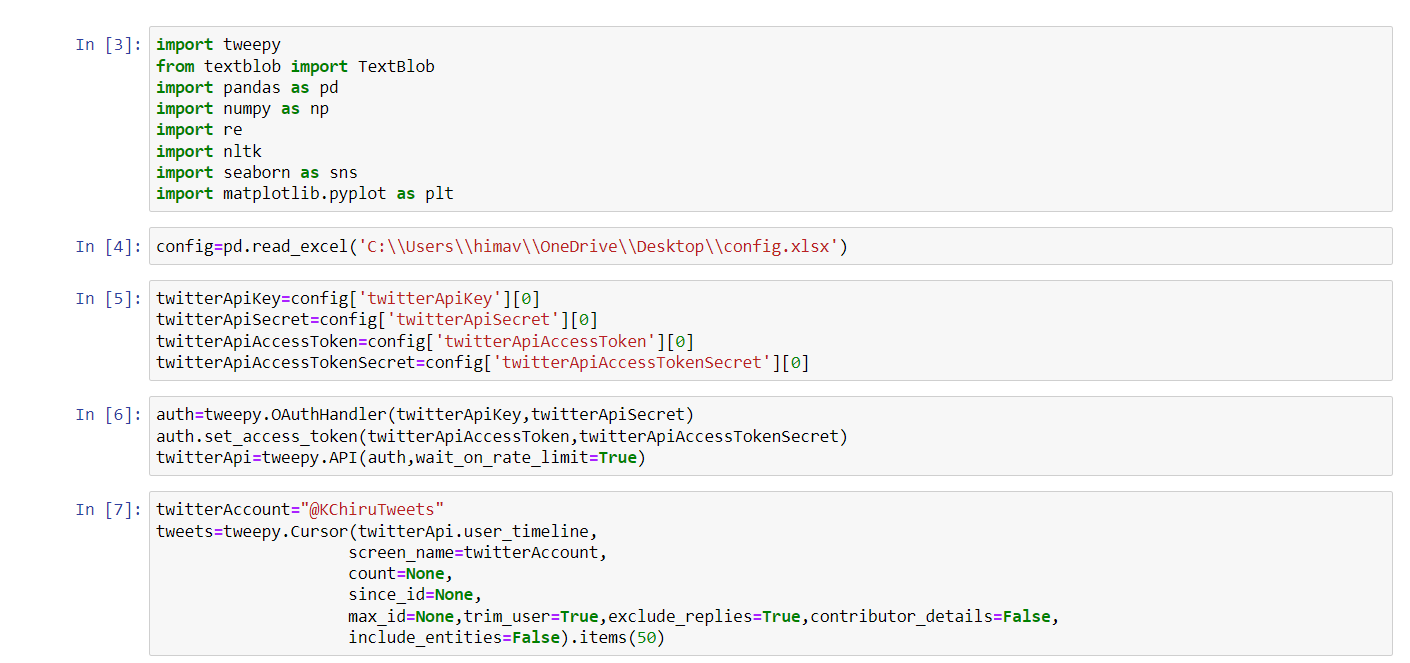 In [3]: import tweepy
from textblob import TextBlob
import pandas as pd
import numpy as np
import re
import nltk
import seaborn as sns
import matplotlib.pyplot as plt
In [4]: config=pd.read_excel('C:\\Users\\himav\\OneDrive\\Desktop\\config.xlsx')
In [5]: twitterApiKey=config['twitterApiKey'][0]
twitterApiSecret=config['twitterApiSecret'][0]
twitterApiAccessToken=config['twitterApiAccessToken'][0]
twitterApiAccessTokenSecret=config['twitterApiAccessTokenSecret'][0]
In [6]: auth=tweepy.OAuthHandler(twitterApiKey,twitterApiSecret)
auth.set_access_token(twitterApiAccessToken,twitterApiAccessTokenSecret)
twitterApi=tweepy.API(auth,wait_on_rate_limit=True)
In [7]: twitterAccount="@KChiruTweets"
tweets=tweepy.Cursor(twitterApi.user_timeline,
screen_name=twitterAccount,
count=None,
since_id=None,
max_id=None,trim_user=True,exclude_replies=True,contributor_details=False,
include_entities=False).items(50)